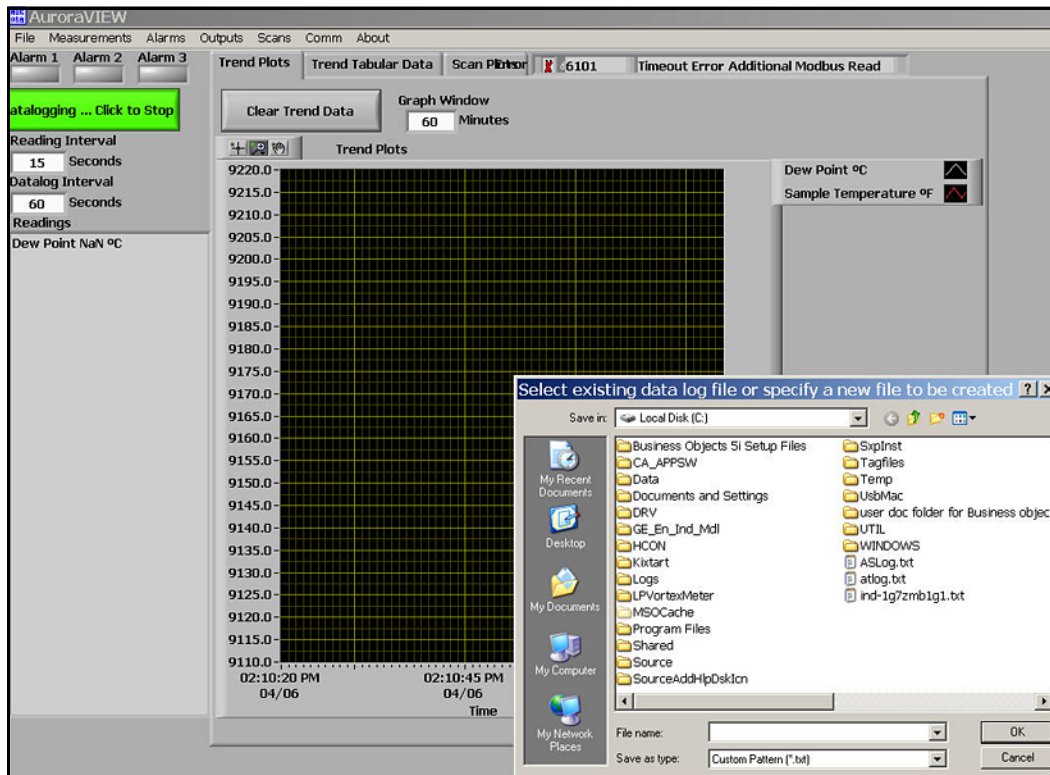 AuroraVIEW
File Measurements Alarms Outputs Scans Comm About
Alarm 1 Alarm 2 Alarm 3
atalogging ... Click to Stop
Reading Interval
15 Seconds
Datalog Interval
60 Seconds
Readings
Dew Point NaN ºC
Trend Plots Trend Tabular Data Scan 6101 Timeout Error Additional Modbus Read
Clear Trend Data
Graph Window
60 Minutes
Trend Plots
Dew Point ºC
Sample Temperature ºF
9220.0
9215.0
9210.0
9205.0
9200.0
9195.0
9190.0
9185.0
9180.0
9175.0
9170.0
9165.0
9160.0
9155.0
9150.0
9145.0
9140.0
9135.0
9130.0
9125.0
9120.0
9115.0
9110.0
02:10:20 PM 02:10:45 PM
04/06 04/06
Time
Select existing data log file or specify a new file to be created
Save in: Local Disk (C:)
My Recent
Documents
Desktop
My Documents
My Computer
My Network
Places
Business Objects 5i Setup Files
CA_APPSW
Data
Documents and Settings
DRV
GE_En_Ind_Mdl
HCON
Kixtart
Logs
LPVortexMeter
MSOCache
Program Files
Shared
Source
SourceAddHlpDskIcn
SxpInst
Tagfiles
Temp
UsbMac
user doc folder for Business objec
UTIL
WINDOWS
ASLog.txt
atlog.txt
ind-1g7zmb1g1.txt
File name: OK
Save as type: Custom Pattern (*.txt) Cancel